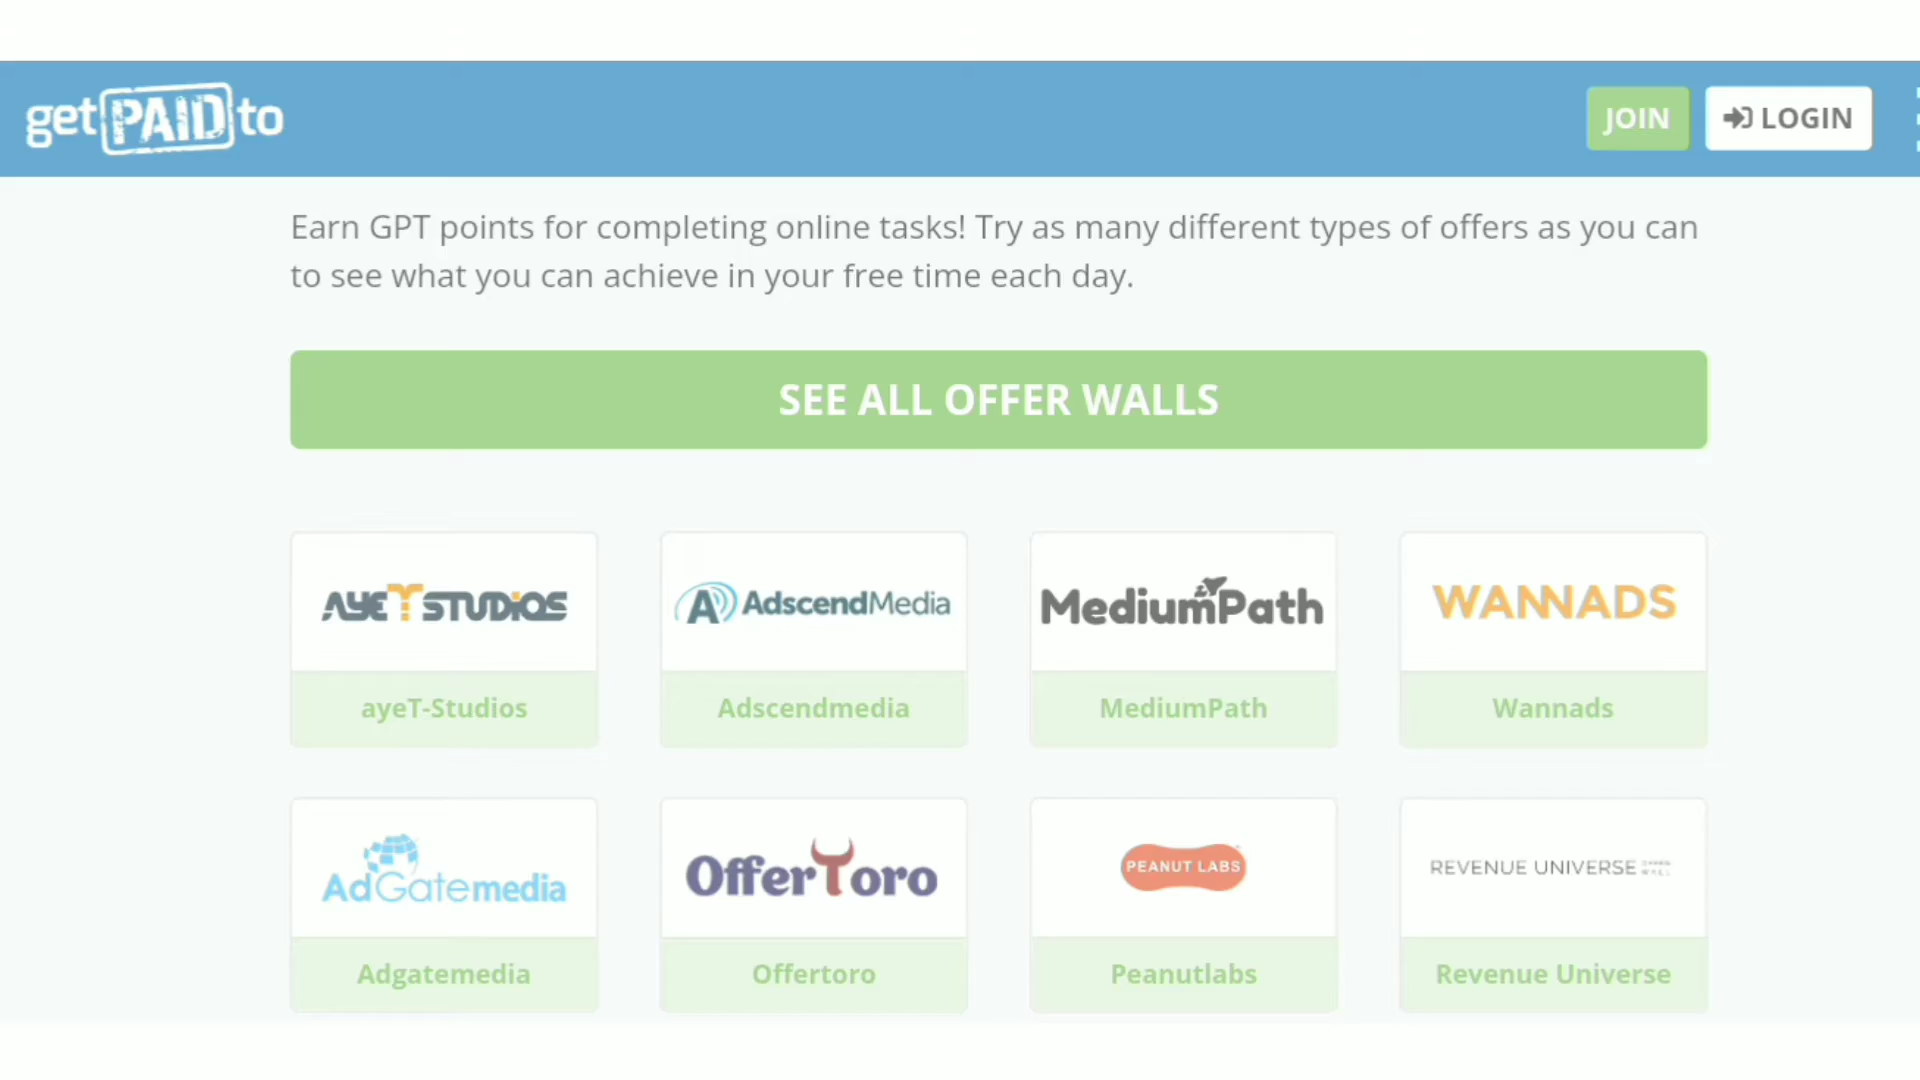 getPAIDto
JOIN
LOGIN
Earn GPT points for completing online tasks! Try as many different types of offers as you can
to see what you can achieve in your free time each day.
SEE ALL OFFER WALLS
AYETSTUDIOS
AdscendMedia
MediumPath
WANNADS
ayeT-Studios
Adscendmedia
MediumPath
Wannads
AdGatemedia
OfferToro
PEANUT LABS
REVENUE UNIVERSE
Adgatemedia
Offertoro
Peanutlabs
Revenue Universe